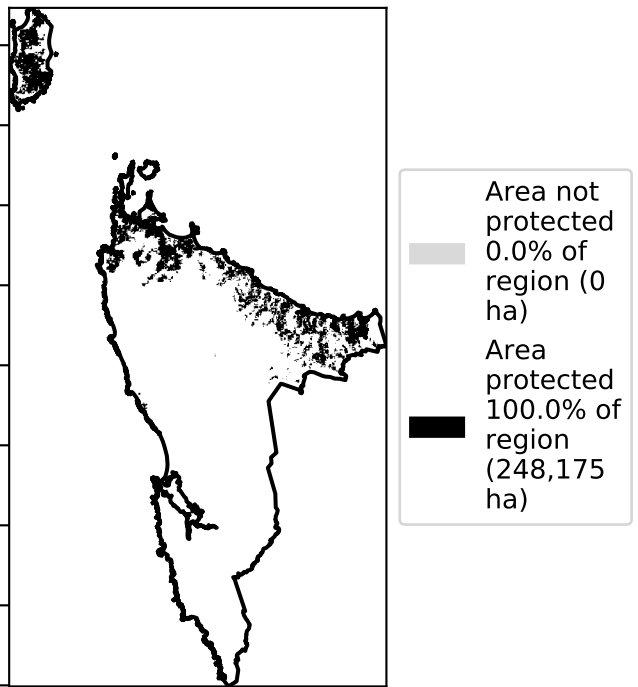 Area not
protected
0.0% of
region (0
ha)
Area
protected
100.0% of
region
(248,175
ha)